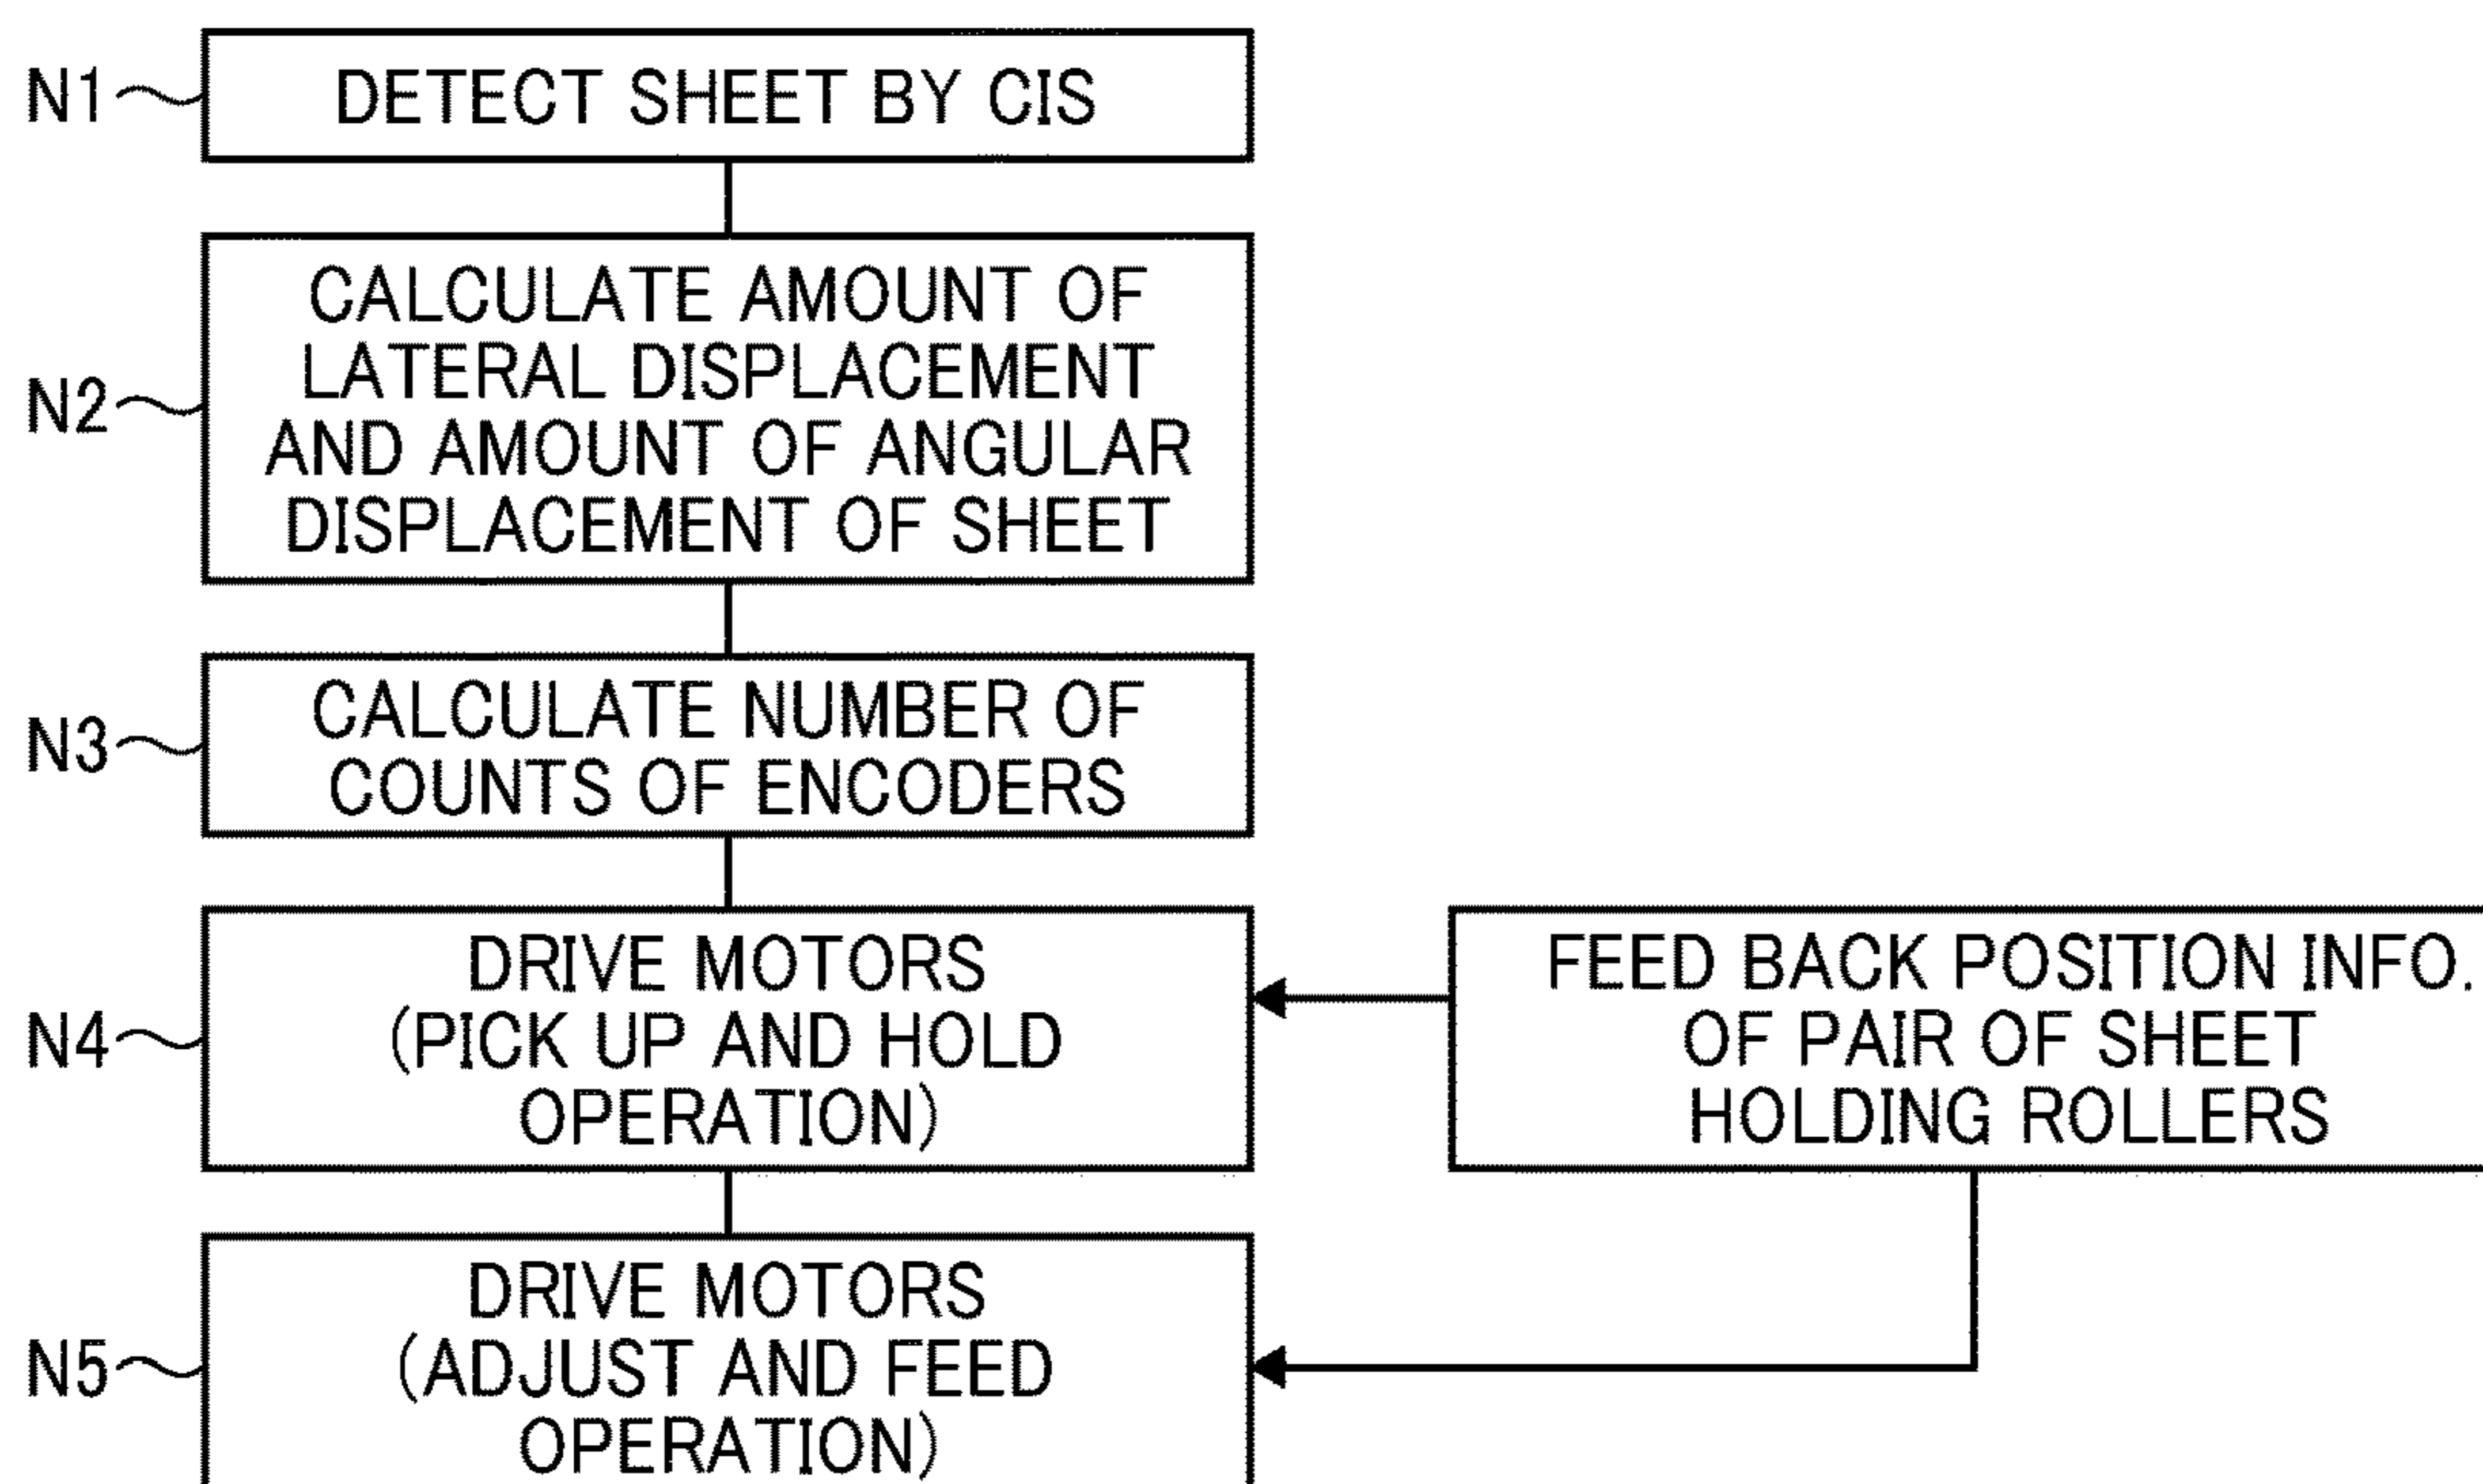 N1
DETECT SHEET BY CIS
N2
CALCULATE AMOUNT OF
LATERAL DISPLACEMENT
AND AMOUNT OF ANGULAR
DISPLACEMENT OF SHEET
N3
CALCULATE NUMBER OF
COUNTS OF ENCODERS
N4
DRIVE MOTORS
(PICK UP AND HOLD
OPERATION)
FEED BACK POSITION INFO.
OF PAIR OF SHEET
HOLDING ROLLERS
N5
DRIVE MOTORS
(ADJUST AND FEED
OPERATION)